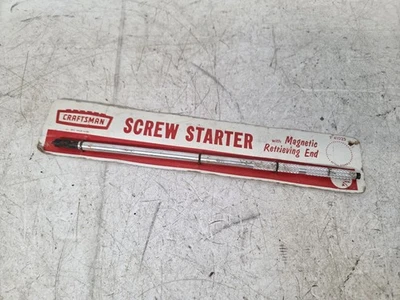 CRAFTSMAN
SCREW STARTER
with Magnetic
Retrieving End